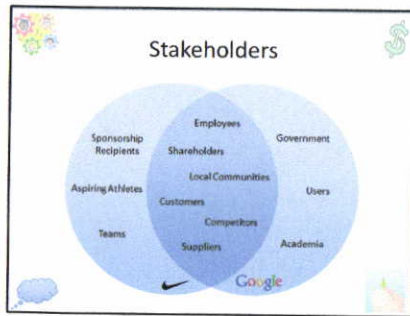 Stakeholders
Employees
Sponsorship
Recipients
Government
Shareholders
Local Communities
Aspiring Athletes
Users
Customers
Competitors
Teams
Suppliers
Academia
Google
$